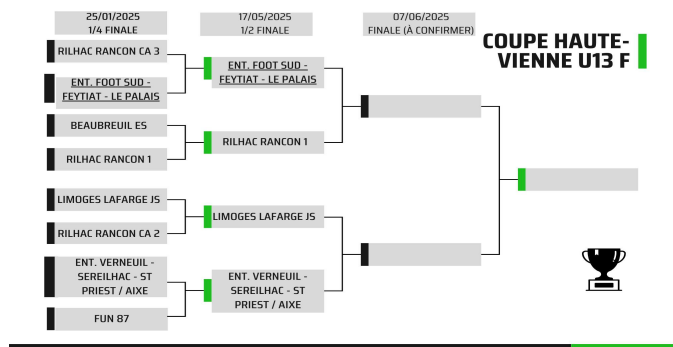 25/01/2025
1/4 FINALE
17/05/2025
1/2 FINALE
07/06/2025
FINALE (À CONFIRMER)
COUPE HAUTE-
VIENNE U13 F
RILHAC RANCON CA 3
ENT. FOOT SUD -
FEYTIAT - LE PALAIS
BEAUBREUIL ES
RILHAC RANCON 1
LIMOGES LAFARGE JS
RILHAC RANCON CA 2
ENT. VERNEUIL -
SEREILHAC - ST
PRIEST / AIXE
FUN 87
ENT. FOOT SUD -
FEYTIAT - LE PALAIS
RILHAC RANCON 1
LIMOGES LAFARGE JS
ENT. VERNEUIL -
SEREILHAC - ST
PRIEST / AIXE